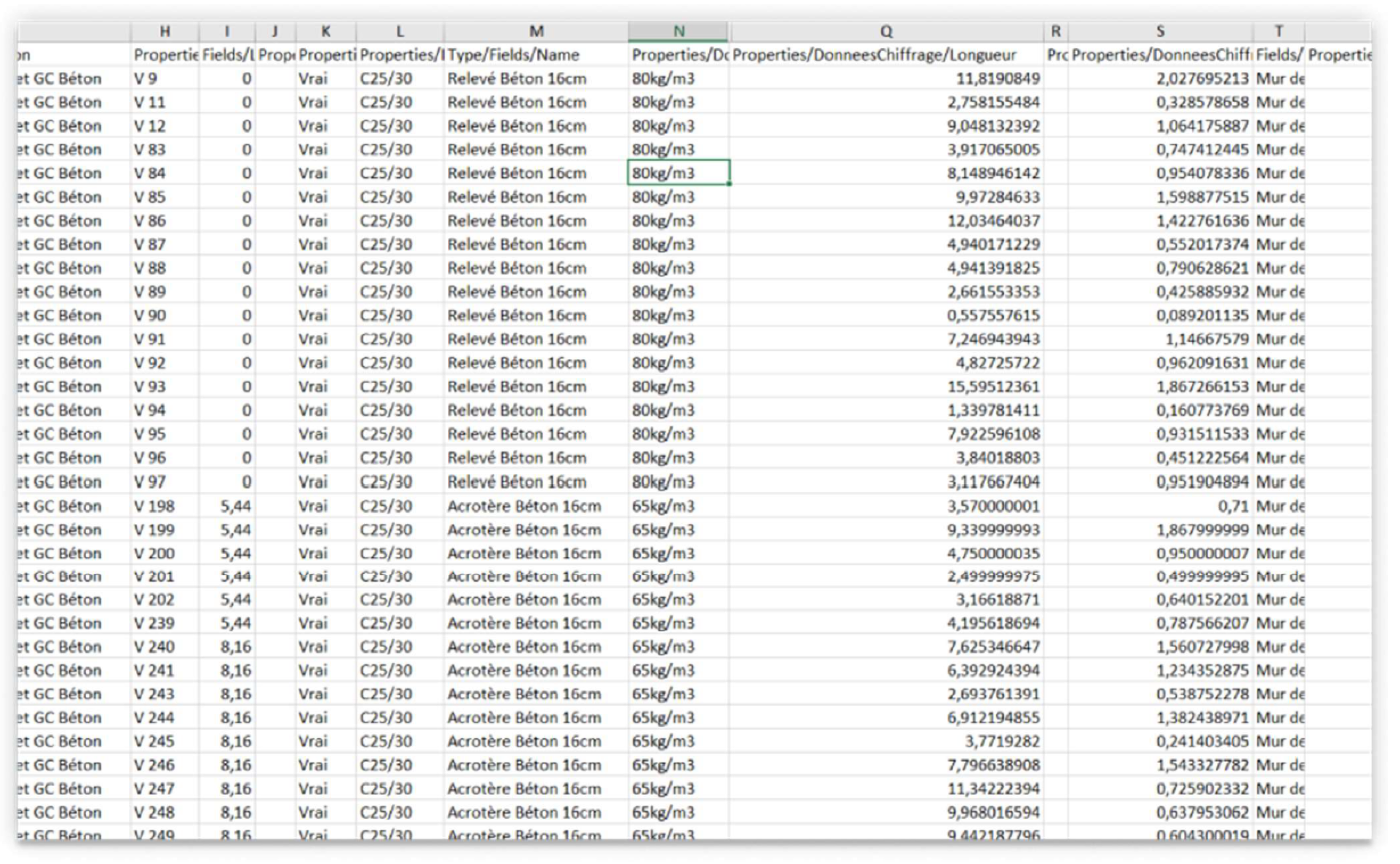 H I J K L M N Q R S T
on Propertie Fields/L Prope Properti Properties/I Type/Fields/Name Properties/Do Properties/DonneesChiffrage/Longueur Pro Properties/DonneesChiffr Fields/ Propertie
et GC Béton V 9 0 Vrai C25/30 Relevé Béton 16cm 80kg/m3 11,8190849 2,027695213 Mur de
et GC Béton V 11 0 Vrai C25/30 Relevé Béton 16cm 80kg/m3 2,758155484 0,328578658 Mur de
et GC Béton V 12 0 Vrai C25/30 Relevé Béton 16cm 80kg/m3 9,048132392 1,064175887 Mur de
et GC Béton V 83 0 Vrai C25/30 Relevé Béton 16cm 80kg/m3 3,917065005 0,747412445 Mur de
et GC Béton V 84 0 Vrai C25/30 Relevé Béton 16cm 80kg/m3 8,148946142 0,954078336 Mur de
et GC Béton V 85 0 Vrai C25/30 Relevé Béton 16cm 80kg/m3 9,97284633 1,598877515 Mur de
et GC Béton V 86 0 Vrai C25/30 Relevé Béton 16cm 80kg/m3 12,03464037 1,422761636 Mur de
et GC Béton V 87 0 Vrai C25/30 Relevé Béton 16cm 80kg/m3 4,940171229 0,552017374 Mur de
et GC Béton V 88 0 Vrai C25/30 Relevé Béton 16cm 80kg/m3 4,941391825 0,790628621 Mur de
et GC Béton V 89 0 Vrai C25/30 Relevé Béton 16cm 80kg/m3 2,661553353 0,425885932 Mur de
et GC Béton V 90 0 Vrai C25/30 Relevé Béton 16cm 80kg/m3 0,557557615 0,089201135 Mur de
et GC Béton V 91 0 Vrai C25/30 Relevé Béton 16cm 80kg/m3 7,246943943 1,14667579 Mur de
et GC Béton V 92 0 Vrai C25/30 Relevé Béton 16cm 80kg/m3 4,82725722 0,962091631 Mur de
et GC Béton V 93 0 Vrai C25/30 Relevé Béton 16cm 80kg/m3 15,59512361 1,867266153 Mur de
et GC Béton V 94 0 Vrai C25/30 Relevé Béton 16cm 80kg/m3 1,339781411 0,160773769 Mur de
et GC Béton V 95 0 Vrai C25/30 Relevé Béton 16cm 80kg/m3 7,922596108 0,931511533 Mur de
et GC Béton V 96 0 Vrai C25/30 Relevé Béton 16cm 80kg/m3 3,84018803 0,451222564 Mur de
et GC Béton V 97 0 Vrai C25/30 Relevé Béton 16cm 80kg/m3 3,117667404 0,951904894 Mur de
et GC Béton V 198 5,44 Vrai C25/30 Acrotère Béton 16cm 65kg/m3 3,570000001 0,71 Mur de
et GC Béton V 199 5,44 Vrai C25/30 Acrotère Béton 16cm 65kg/m3 9,339999993 1,867999999 Mur de
et GC Béton V 200 5,44 Vrai C25/30 Acrotère Béton 16cm 65kg/m3 4,750000035 0,950000007 Mur de
et GC Béton V 201 5,44 Vrai C25/30 Acrotère Béton 16cm 65kg/m3 2,499999975 0,499999995 Mur de
et GC Béton V 202 5,44 Vrai C25/30 Acrotère Béton 16cm 65kg/m3 3,16618871 0,640152201 Mur de
et GC Béton V 239 5,44 Vrai C25/30 Acrotère Béton 16cm 65kg/m3 4,195618694 0,787566207 Mur de
et GC Béton V 240 8,16 Vrai C25/30 Acrotère Béton 16cm 65kg/m3 7,625346647 1,560727998 Mur de
et GC Béton V 241 8,16 Vrai C25/30 Acrotère Béton 16cm 65kg/m3 6,392924394 1,234352875 Mur de
et GC Béton V 243 8,16 Vrai C25/30 Acrotère Béton 16cm 65kg/m3 2,693761391 0,538752278 Mur de
et GC Béton V 244 8,16 Vrai C25/30 Acrotère Béton 16cm 65kg/m3 6,912194855 1,382438971 Mur de
et GC Béton V 245 8,16 Vrai C25/30 Acrotère Béton 16cm 65kg/m3 3,7719282 0,241403405 Mur de
et GC Béton V 246 8,16 Vrai C25/30 Acrotère Béton 16cm 65kg/m3 7,796638908 1,543327782 Mur de
et GC Béton V 247 8,16 Vrai C25/30 Acrotère Béton 16cm 65kg/m3 11,34222394 0,725902332 Mur de
et GC Béton V 248 8,16 Vrai C25/30 Acrotère Béton 16cm 65kg/m3 9,968016594 0,637953062 Mur de
et GC Béton V 249 8,16 Vrai C25/30 Acrotère Béton 16cm 65kg/m3 9,442187796 0,604300019 Mur de